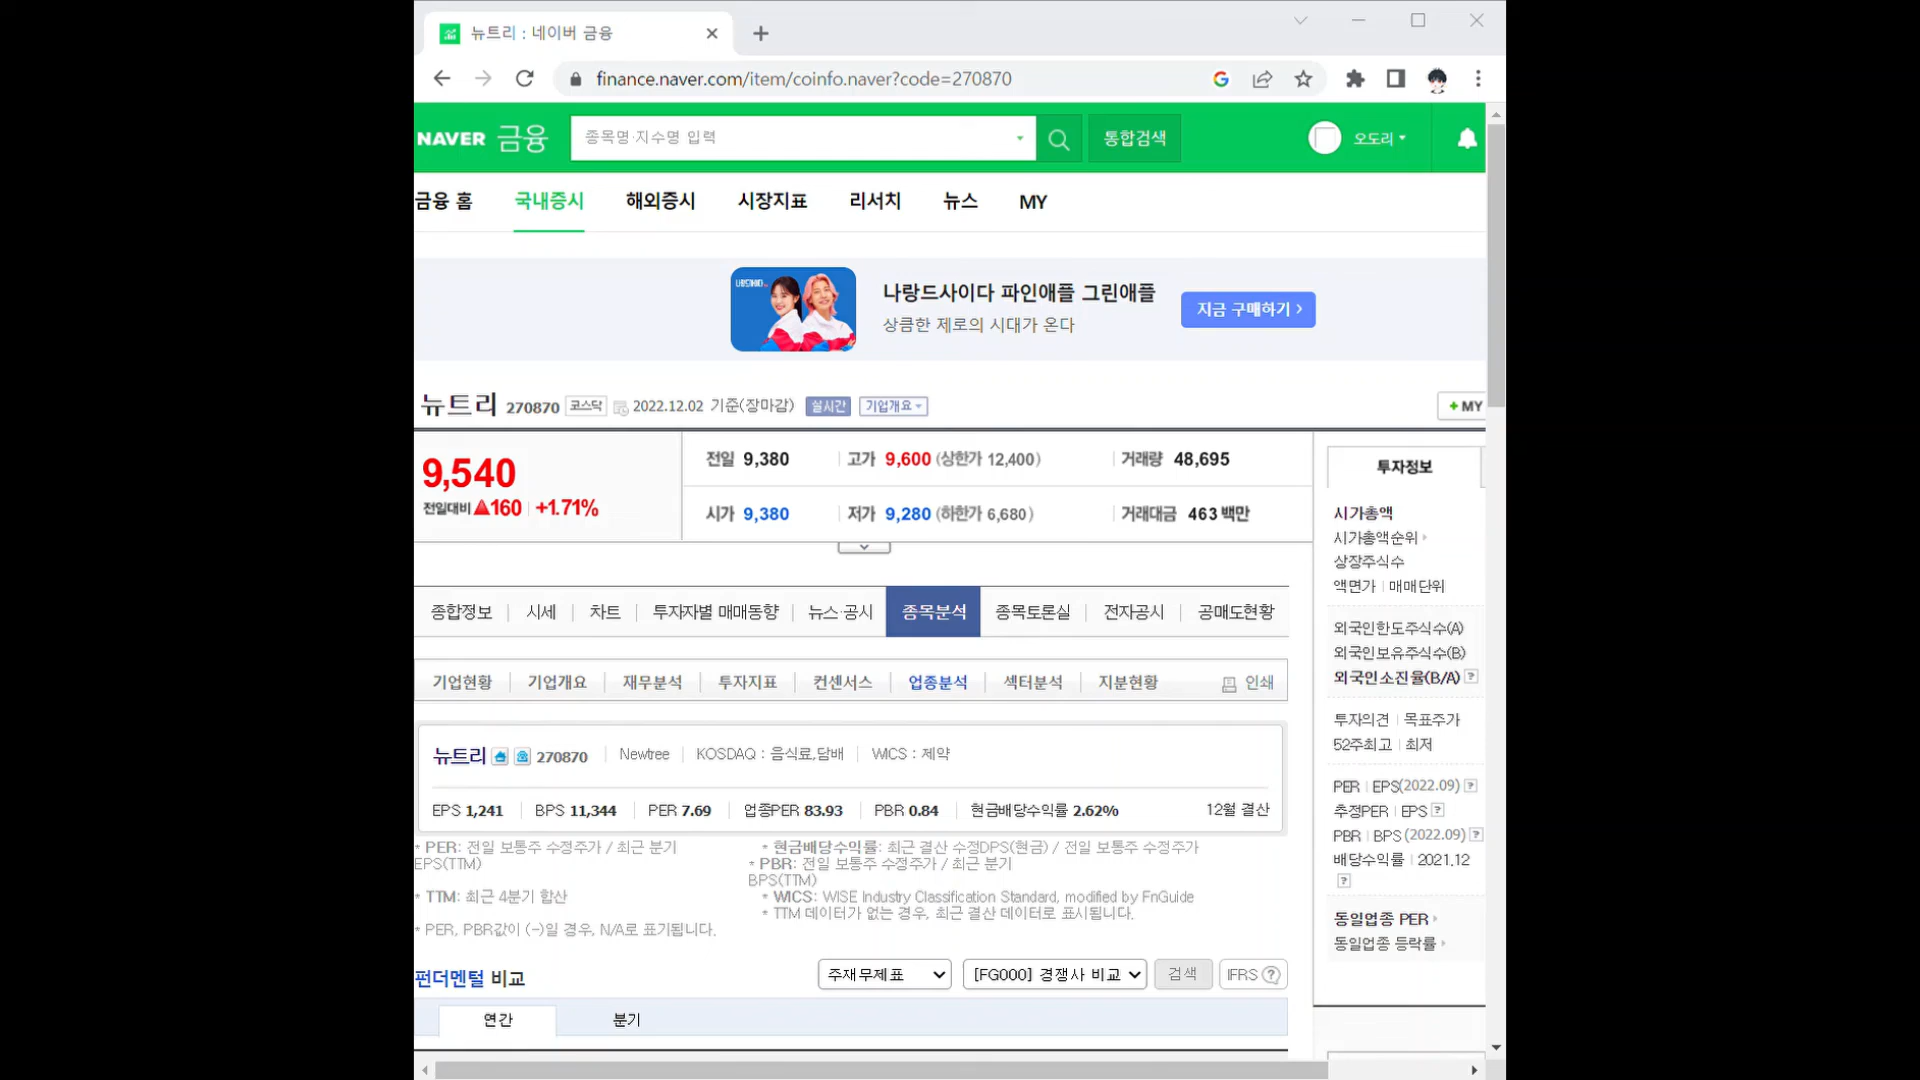 뉴트리 : 네이버 금융
finance.naver.com/item/coinfo.naver?code=270870
NAVER 금융 종목명·지수명 입력 통합검색 오도리
금융 홈 국내증시 해외증시 시장지표 리서치 뉴스 MY
나랑드사이다 파인애플 그린애플
상큼한 제로의 시대가 온다
지금 구매하기 >
뉴트리 270870 코스닥 2022.12.02 기준(장마감) 실시간 기업개요
+ MY
9,540
전일대비 ▲160 +1.71%
전일 9,380 고가 9,600 (상한가 12,400) 거래량 48,695
시가 9,380 저가 9,280 (하한가 6,680) 거래대금 463 백만
종합정보 시세 차트 투자자별 매매동향 뉴스·공시 종목분석 종목토론실 전자공시 공매도현황
기업현황 기업개요 재무분석 투자지표 컨센서스 업종분석 섹터분석 지분현황 인쇄
뉴트리 270870 Newtree KOSDAQ : 음식료,담배 WICS : 제약
EPS 1,241 BPS 11,344 PER 7.69 업종PER 83.93 PBR 0.84 현금배당수익률 2.62% 12월 결산
* PER: 전일 보통주 수정주가 / 최근 분기
EPS(TTM)
* TTM: 최근 4분기 합산
* PER, PBR값이 (-)일 경우, N/A로 표기됩니다.
* 현금배당수익률: 최근 결산 수정DPS(현금) / 전일 보통주 수정주가
* PBR: 전일 보통주 수정주가 / 최근 분기
BPS(TTM)
* WICS: WISE Industry Classification Standard, modified by FnGuide
* TTM 데이터가 없는 경우, 최근 결산 데이터로 표시됩니다.
펀더멘털 비교 주재무제표 [FG000] 경쟁사 비교 검색 IFRS ?
연간 분기
투자정보
시가총액
시가총액순위
상장주식수
액면가 매매단위
외국인한도주식수(A)
외국인보유주식수(B)
외국인소진율(B/A) ?
투자의견 목표주가
52주최고 최저
PER EPS(2022.09) ?
추정PER EPS ?
PBR BPS (2022.09) ?
배당수익률 2021.12
?
동일업종 PER
동일업종 등락률